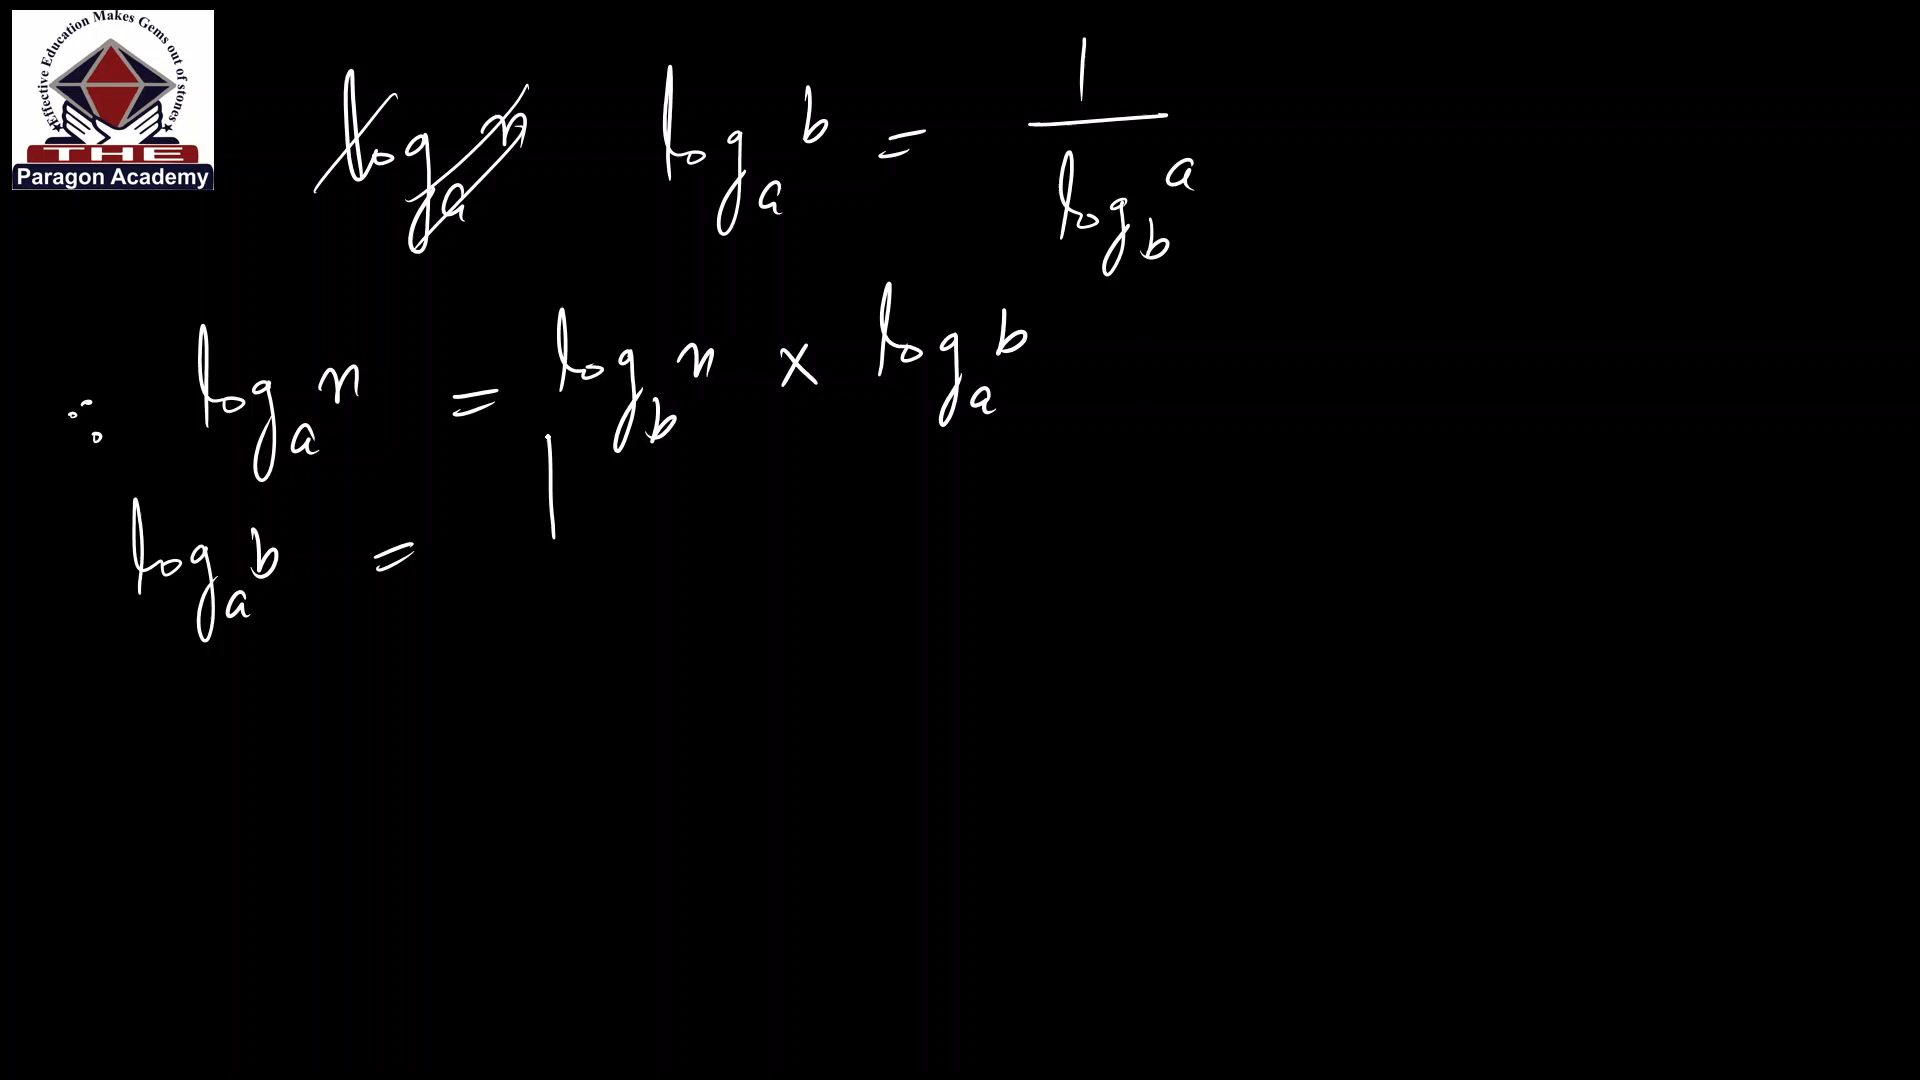 Effective Education Makes Gems out of stones
THE
Paragon Academy
log_a n log_a b = 1 / log_b a
∵ log_a n = log_b n × log_a b
log_a b = 1